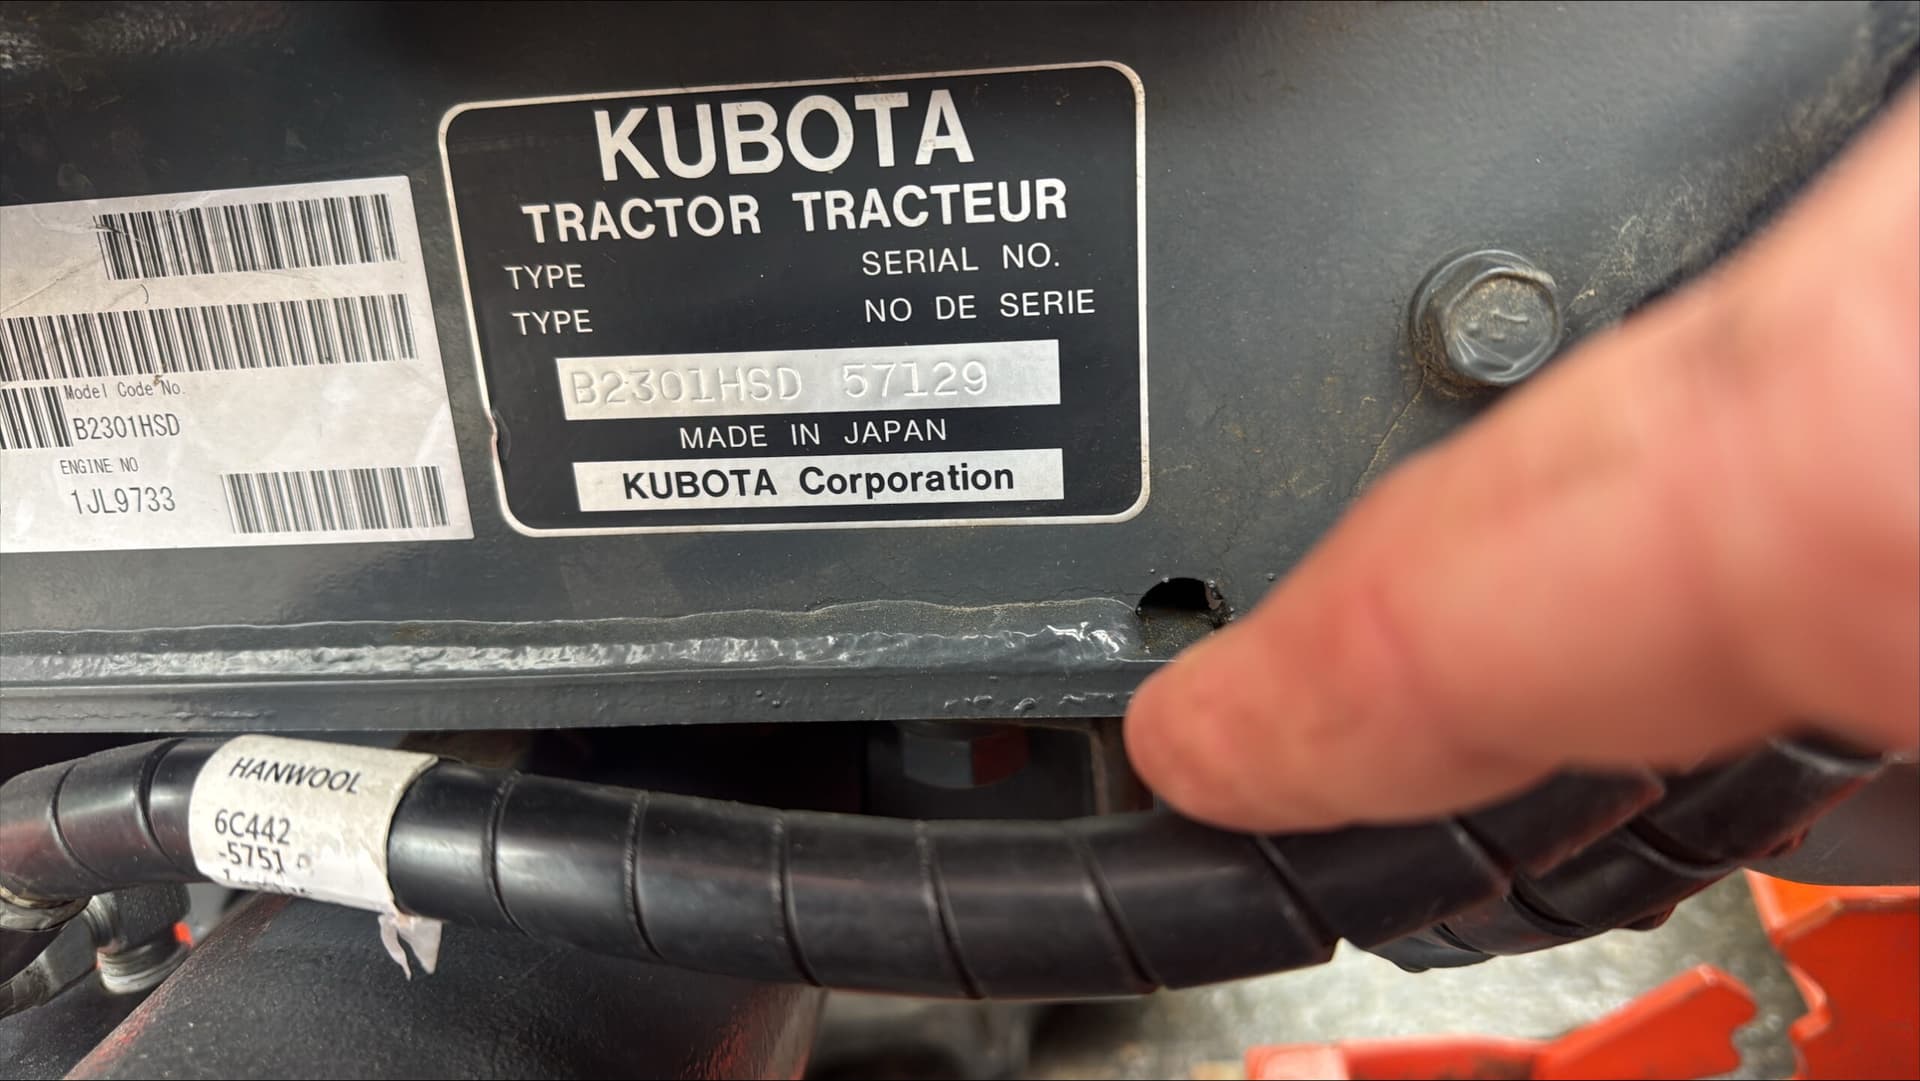 Model Code No.
B2301HSD
ENGINE NO
1JL9733
KUBOTA
TRACTOR TRACTEUR
TYPE SERIAL NO.
TYPE NO DE SERIE
B2301HSD 57129
MADE IN JAPAN
KUBOTA Corporation
HANWOOL
6C442
-5751